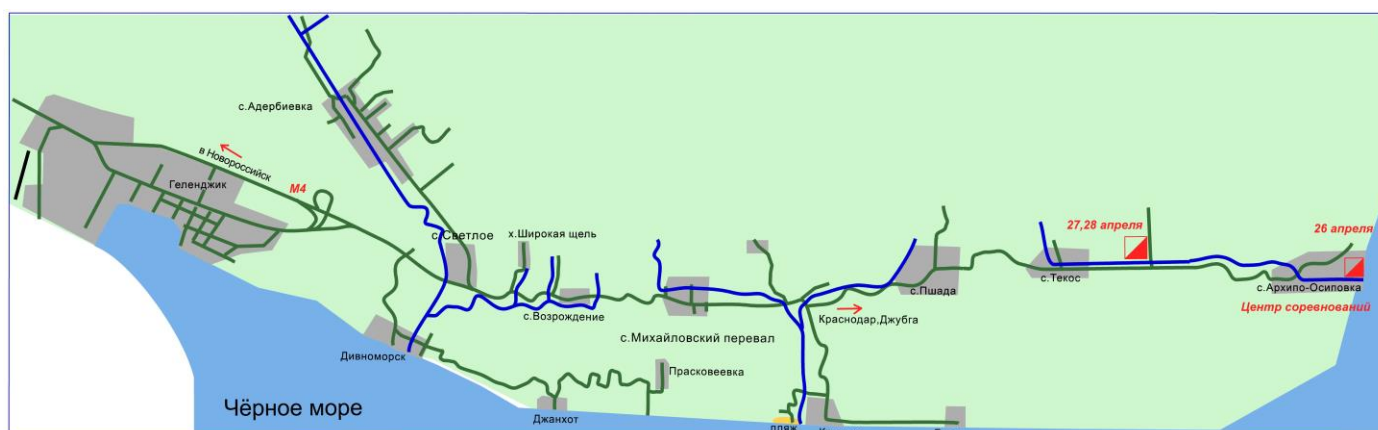 с.Адербиевка
в Новороссийск
Геленджик
М4
с.Светлое
х.Широкая щель
27,28 апреля
26 апреля
с.Пшада
с.Текос
с.Архипо-Осиповка
Центр соревнований
с.Возрождение
Краснодар,Джубга
с.Михайловский перевал
Дивноморск
Прасковеевка
Чёрное море
Джанхот
пляж